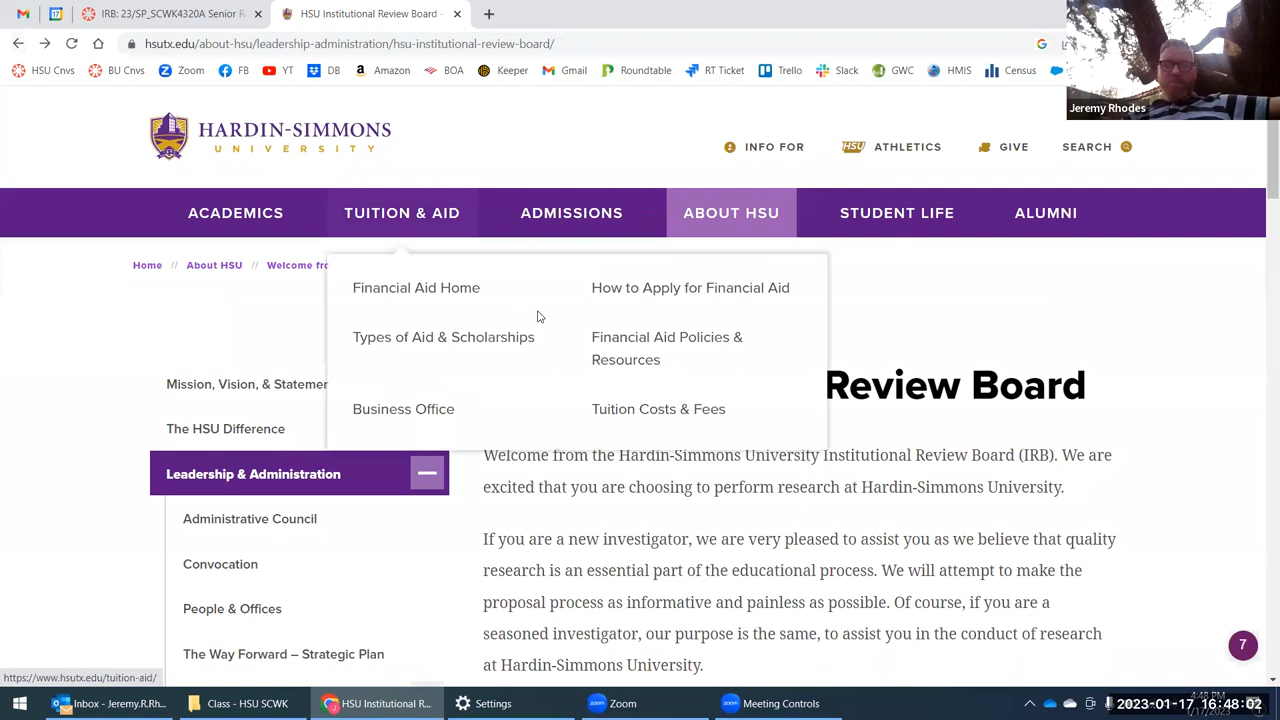 IRB: 23/SP_SCWK4320A Senior R
HSU Institutional Review Board -
hsutx.edu/about-hsu/leadership-administration/hsu-institutional-review-board/
HSU Cnvs BU Cnvs Zoom FB YT DB Amazon BOA Keeper Gmail Roundtable RT Ticket Trello Slack GWC HMIS Census
Jeremy Rhodes
HARDIN-SIMMONS
UNIVERSITY
INFO FOR HSU ATHLETICS GIVE SEARCH
ACADEMICS TUITION & AID ADMISSIONS ABOUT HSU STUDENT LIFE ALUMNI
Home // About HSU // Welcome fro
Financial Aid Home How to Apply for Financial Aid
Types of Aid & Scholarships Financial Aid Policies &
Resources
Business Office Tuition Costs & Fees
Review Board
Mission, Vision, & Statemen
The HSU Difference
Leadership & Administration
Administrative Council
Convocation
People & Offices
The Way Forward – Strategic Plan
Welcome from the Hardin-Simmons University Institutional Review Board (IRB). We are
excited that you are choosing to perform research at Hardin-Simmons University.
If you are a new investigator, we are very pleased to assist you as we believe that quality
research is an essential part of the educational process. We will attempt to make the
proposal process as informative and painless as possible. Of course, if you are a
seasoned investigator, our purpose is the same, to assist you in the conduct of research
at Hardin-Simmons University.
7
https://www.hsutx.edu/tuition-aid/
Inbox - Jeremy.R.Rh... Class - HSU SCWK HSU Institutional R... Settings Zoom Meeting Controls
4:48 PM
2023-01-17 16:48:02